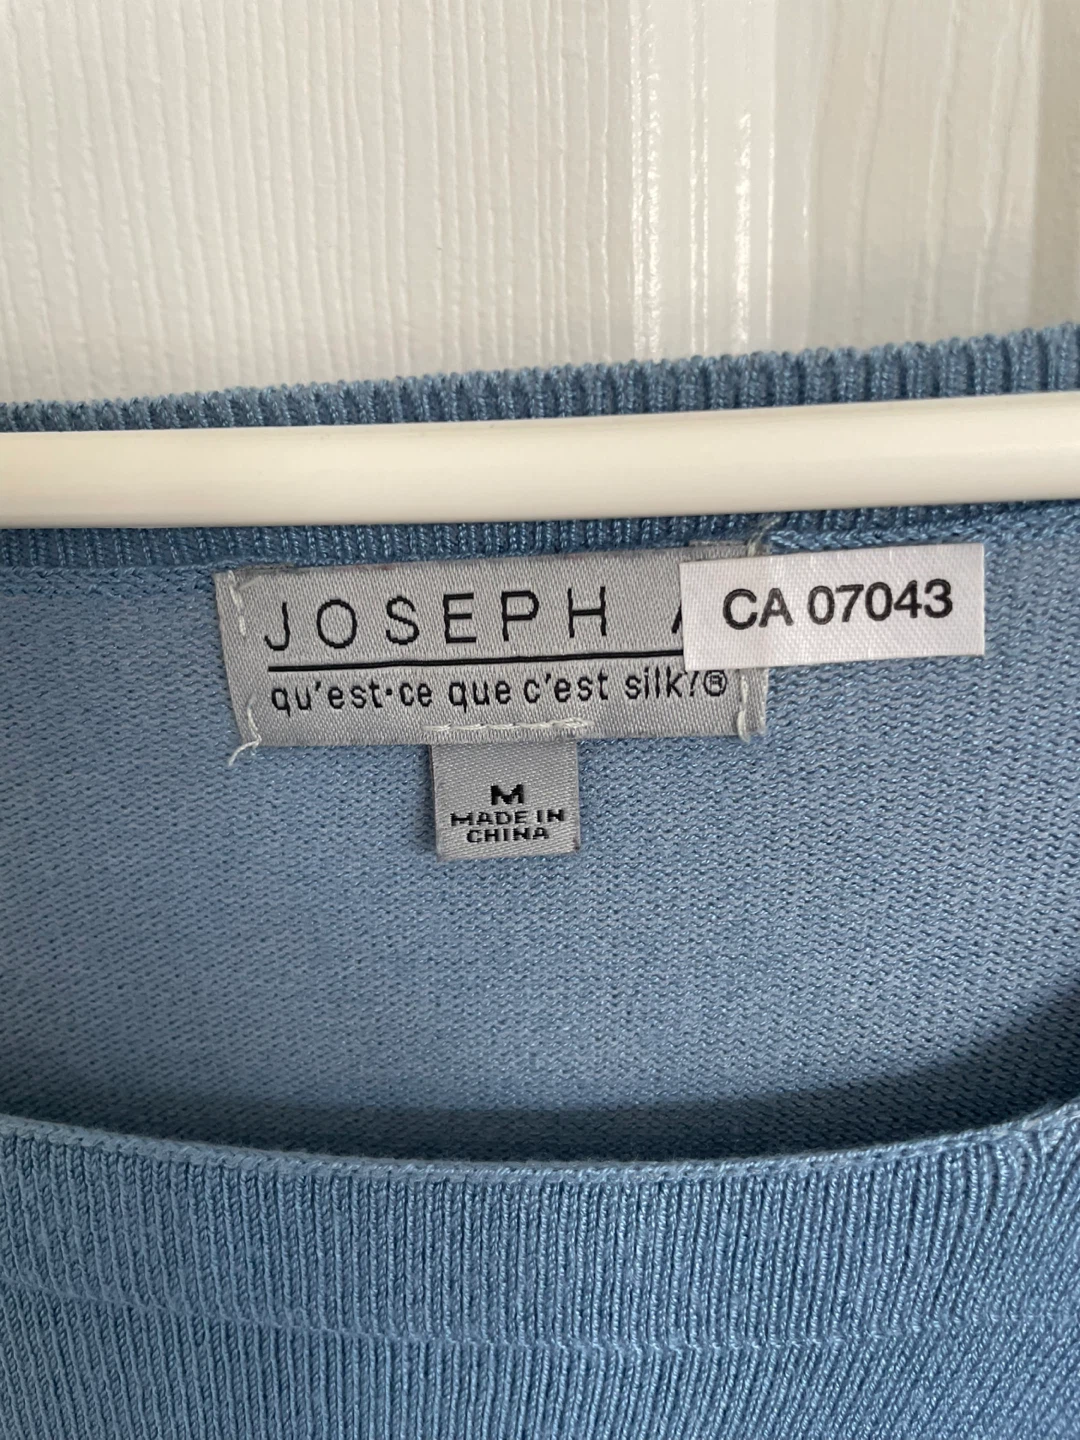 JOSEPH A
CA 07043
qu'est·ce que c'est silk?®
M
MADE IN
CHINA